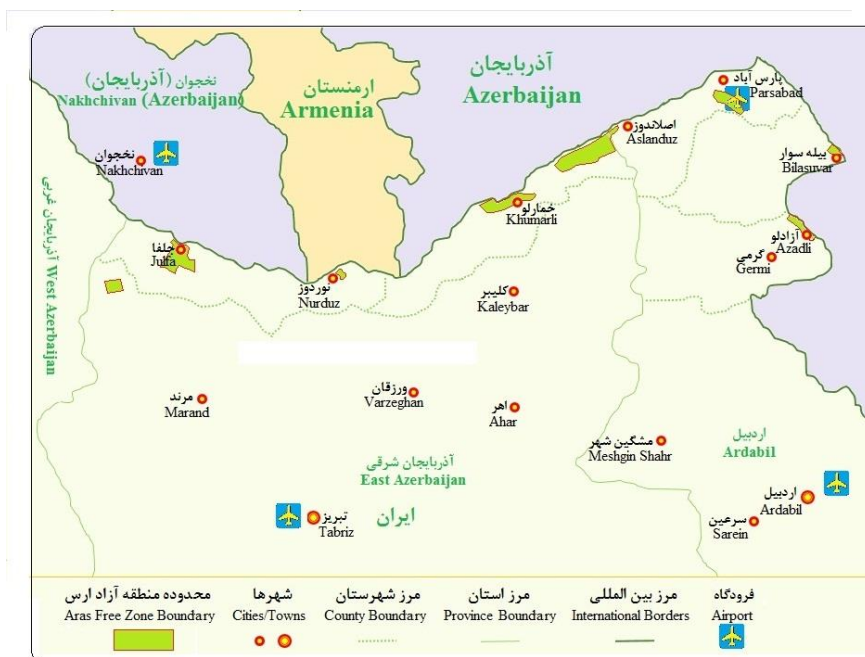 نخجوان (آذربایجان)
Nakhchivan (Azerbaijan)
ارمنستان
Armenia
آذربایجان
Azerbaijan
پارس آباد
Parsabad
اصلاندوز
Aslanduz
بیله سوار
Bilasuvar
نخجوان
Nakhchivan
آذربایجان غربی
West Azerbaijan
خمارلو
Khumarli
آزادلو
Azadli
گرمی
Germi
جلفا
Julfa
نوردوز
Nurduz
کلیبر
Kaleybar
مرند
Marand
ورزقان
Varzeghan
اهر
Ahar
مشگین شهر
Meshgin Shahr
اردبیل
Ardabil
آذربایجان شرقی
East Azerbaijan
ایران
تبریز
Tabriz
اردبیل
Ardabil
سرعین
Sarein
محدوده منطقه آزاد ارس
Aras Free Zone Boundary
شهرها
Cities/Towns
مرز شهرستان
County Boundary
مرز استان
Province Boundary
مرز بین المللی
International Borders
فرودگاه
Airport